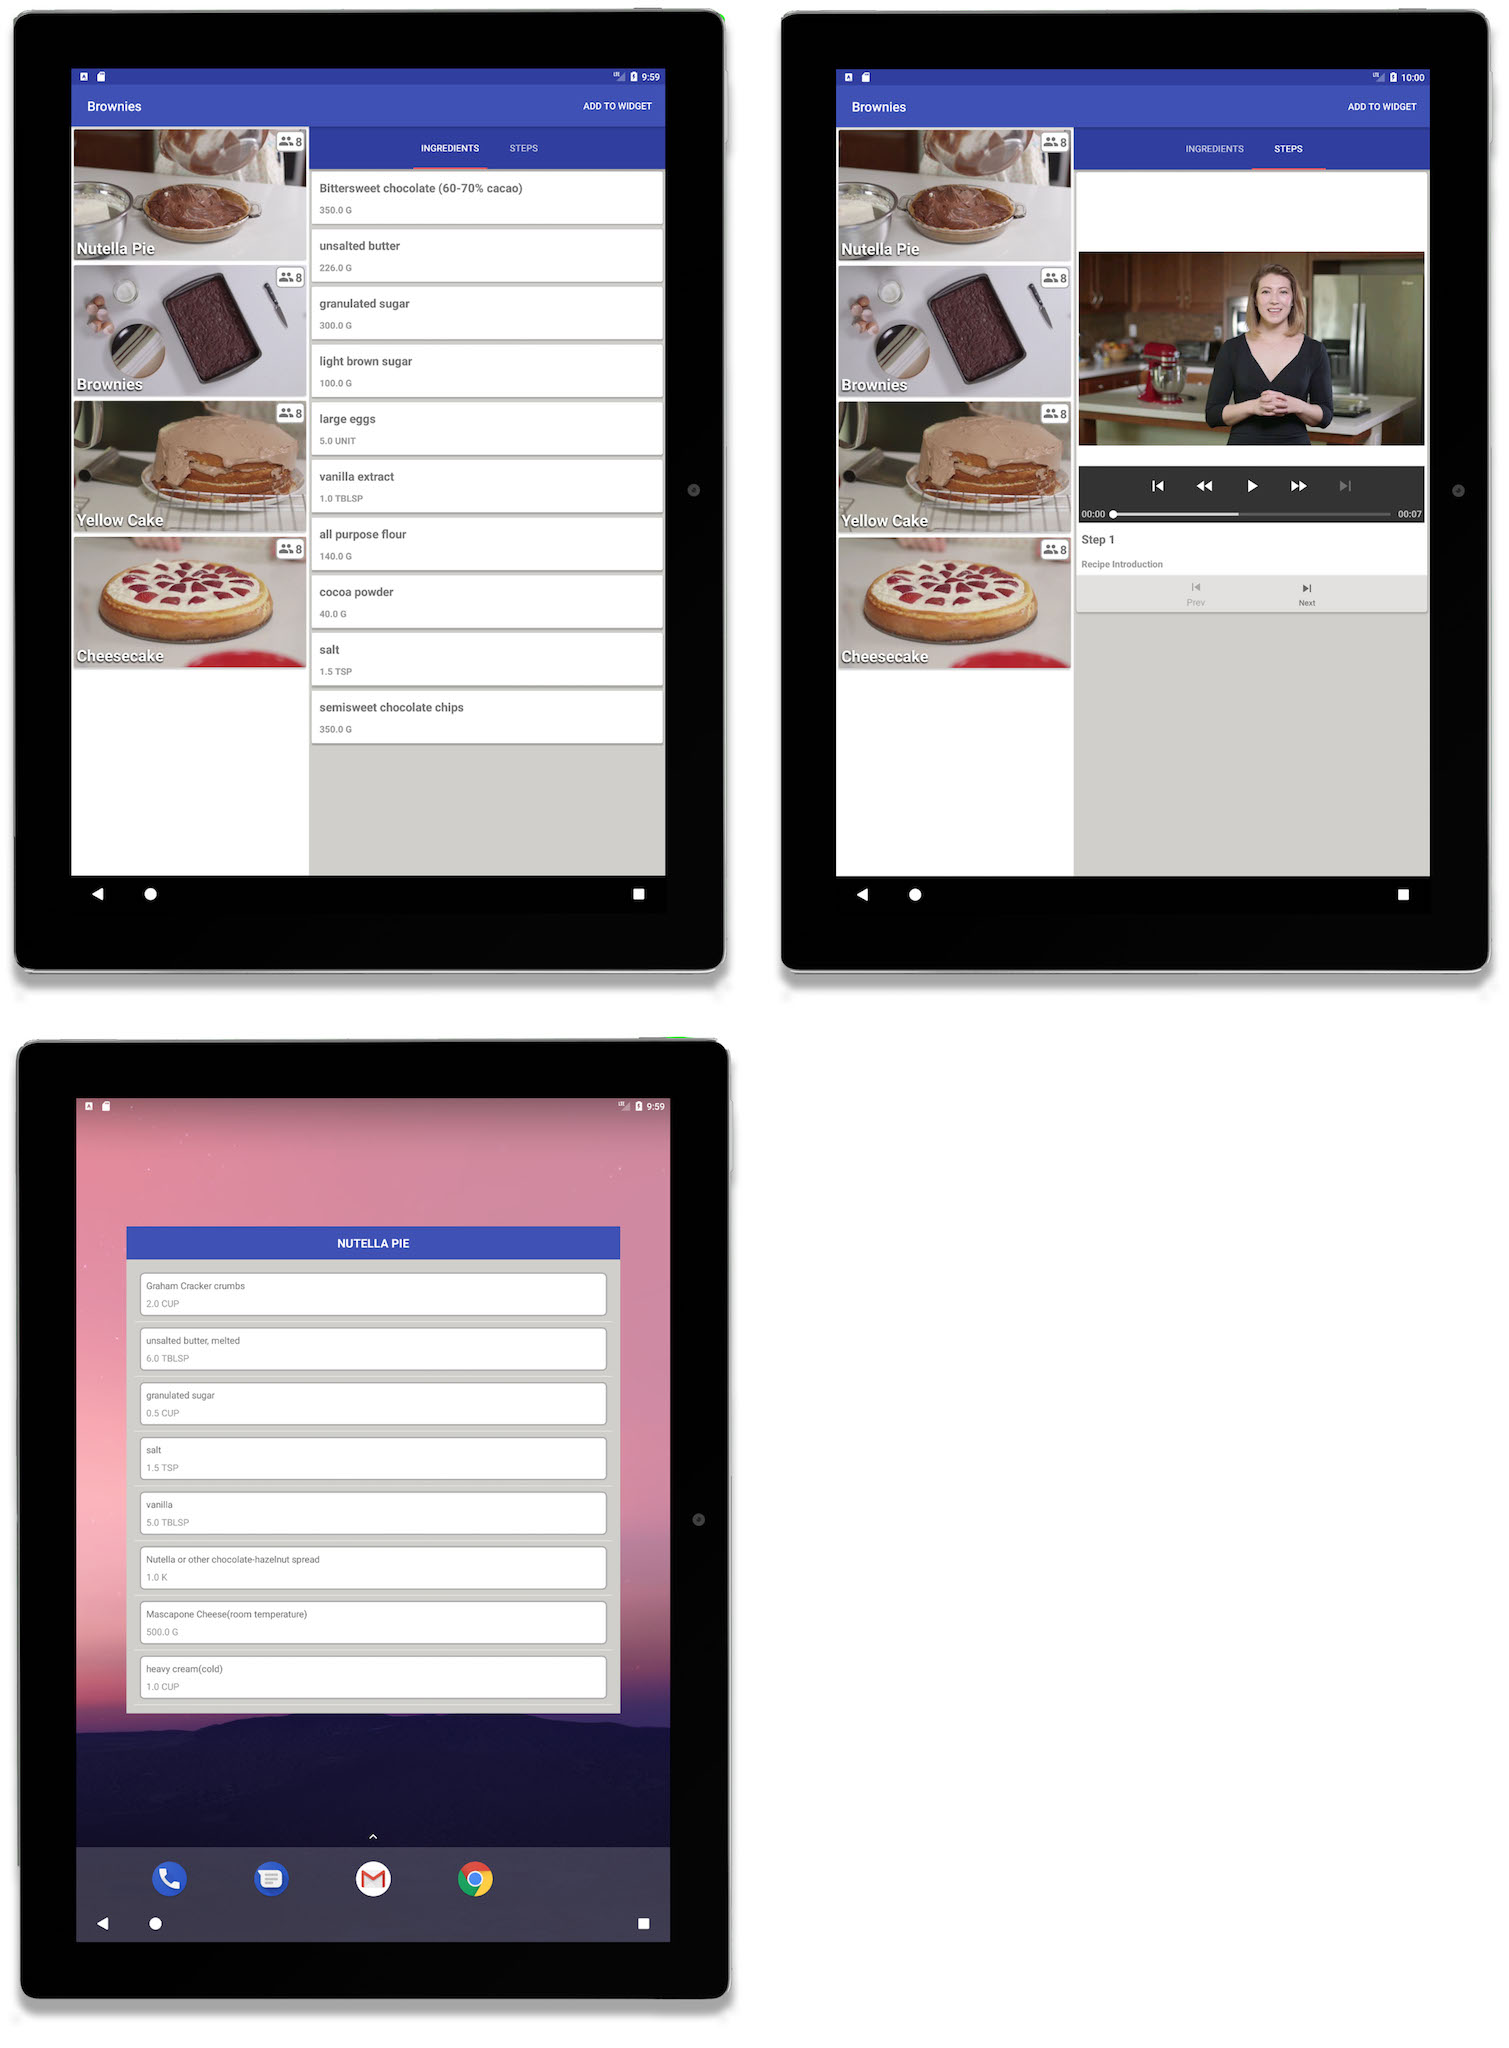 9:59
Brownies
ADD TO WIDGET
8
Nutella Pie
8
Brownies
8
Yellow Cake
8
Cheesecake
INGREDIENTS STEPS
Bittersweet chocolate (60-70% cacao)
350.0 G
unsalted butter
226.0 G
granulated sugar
300.0 G
light brown sugar
100.0 G
large eggs
5.0 UNIT
vanilla extract
1.0 TBLSP
all purpose flour
140.0 G
cocoa powder
40.0 G
salt
1.5 TSP
semisweet chocolate chips
350.0 G
10:00
Brownies
ADD TO WIDGET
8
Nutella Pie
8
Brownies
8
Yellow Cake
8
Cheesecake
INGREDIENTS STEPS
00:00 00:07
Step 1
Recipe Introduction
Prev Next
LTE 9:59
NUTELLA PIE
Graham Cracker crumbs
2.0 CUP
unsalted butter, melted
6.0 TBLSP
granulated sugar
0.5 CUP
salt
1.5 TSP
vanilla
5.0 TBLSP
Nutella or other chocolate-hazelnut spread
1.0 K
Mascapone Cheese(room temperature)
500.0 G
heavy cream(cold)
1.0 CUP